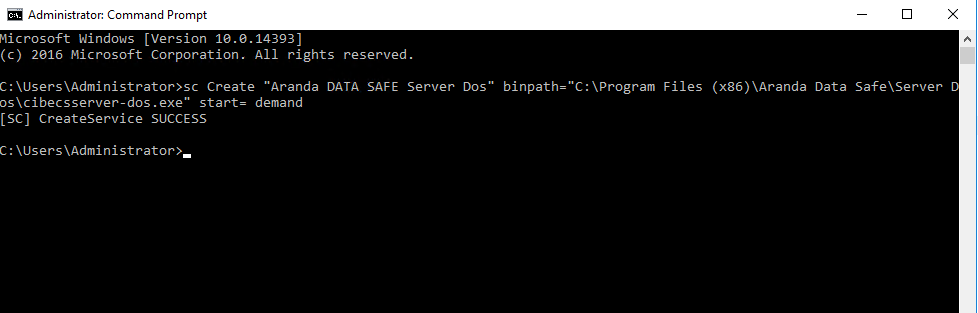 Administrator: Command Prompt
Microsoft Windows [Version 10.0.14393]
(c) 2016 Microsoft Corporation. All rights reserved.
C:\Users\Administrator>sc Create "Aranda DATA SAFE Server Dos" binpath="C:\Program Files (x86)\Aranda Data Safe\Server D
os\cibecsserver-dos.exe" start= demand
[SC] CreateService SUCCESS
C:\Users\Administrator>